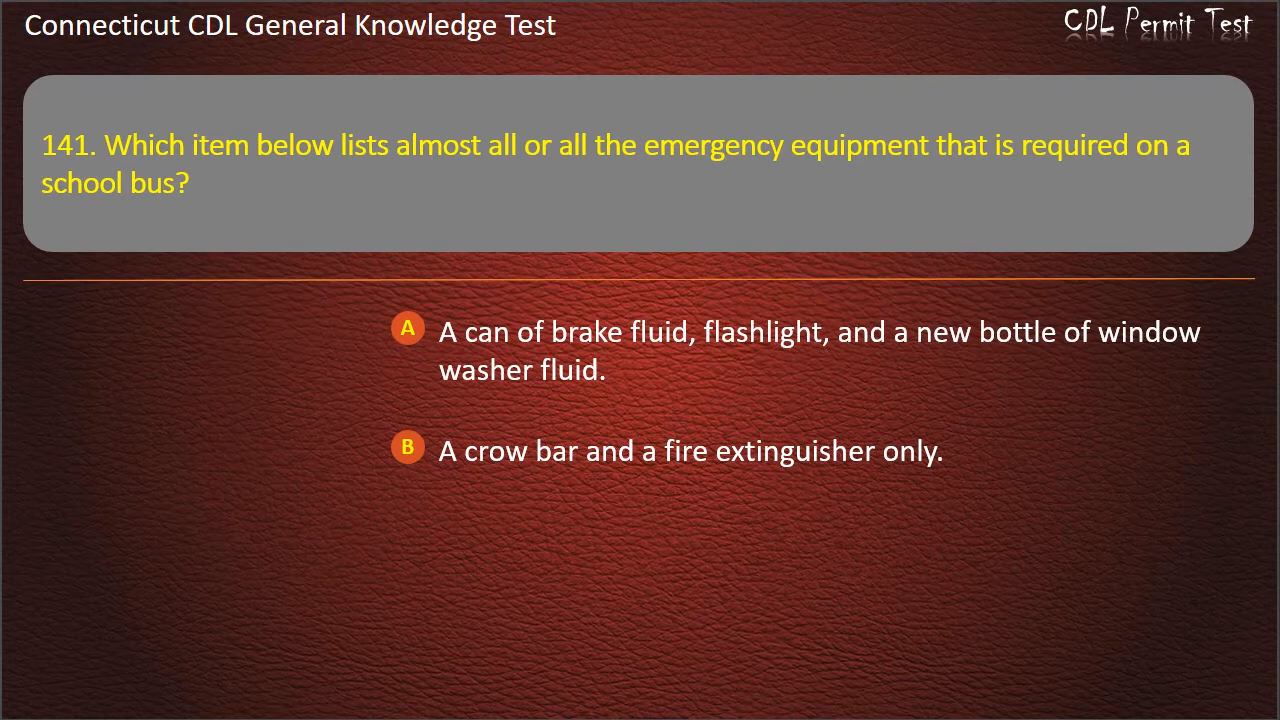 Connecticut CDL General Knowledge Test
CDL Permit Test
141. Which item below lists almost all or all the emergency equipment that is required on a
school bus?
A A can of brake fluid, flashlight, and a new bottle of window
washer fluid.
B A crow bar and a fire extinguisher only.